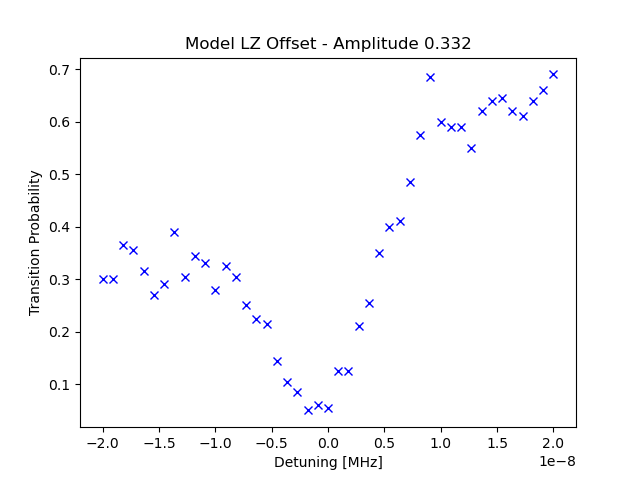 Model LZ Offset - Amplitude 0.332
Transition Probability
0.7
0.6
0.5
0.4
0.3
0.2
0.1
−2.0 −1.5 −1.0 −0.5 0.0 0.5 1.0 1.5 2.0
1e−8
Detuning [MHz]